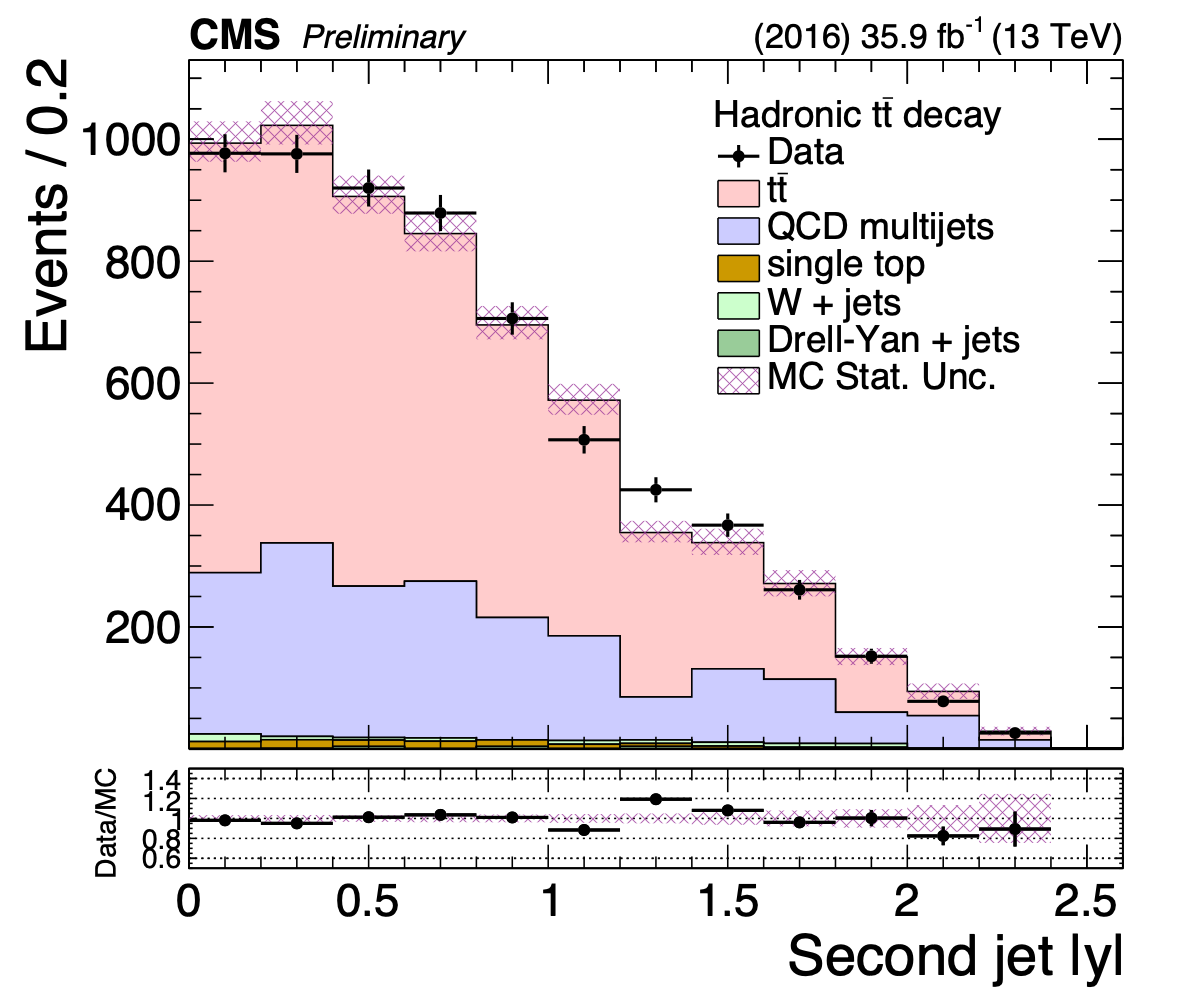 CMS Preliminary (2016) 35.9 fb⁻¹ (13 TeV)
Events / 0.2
1000
800
600
400
200
Hadronic tt̄ decay
Data
tt̄
QCD multijets
single top
W + jets
Drell-Yan + jets
MC Stat. Unc.
Data/MC
1.4
1.2
1
0.8
0.6
0 0.5 1 1.5 2 2.5
Second jet lyl